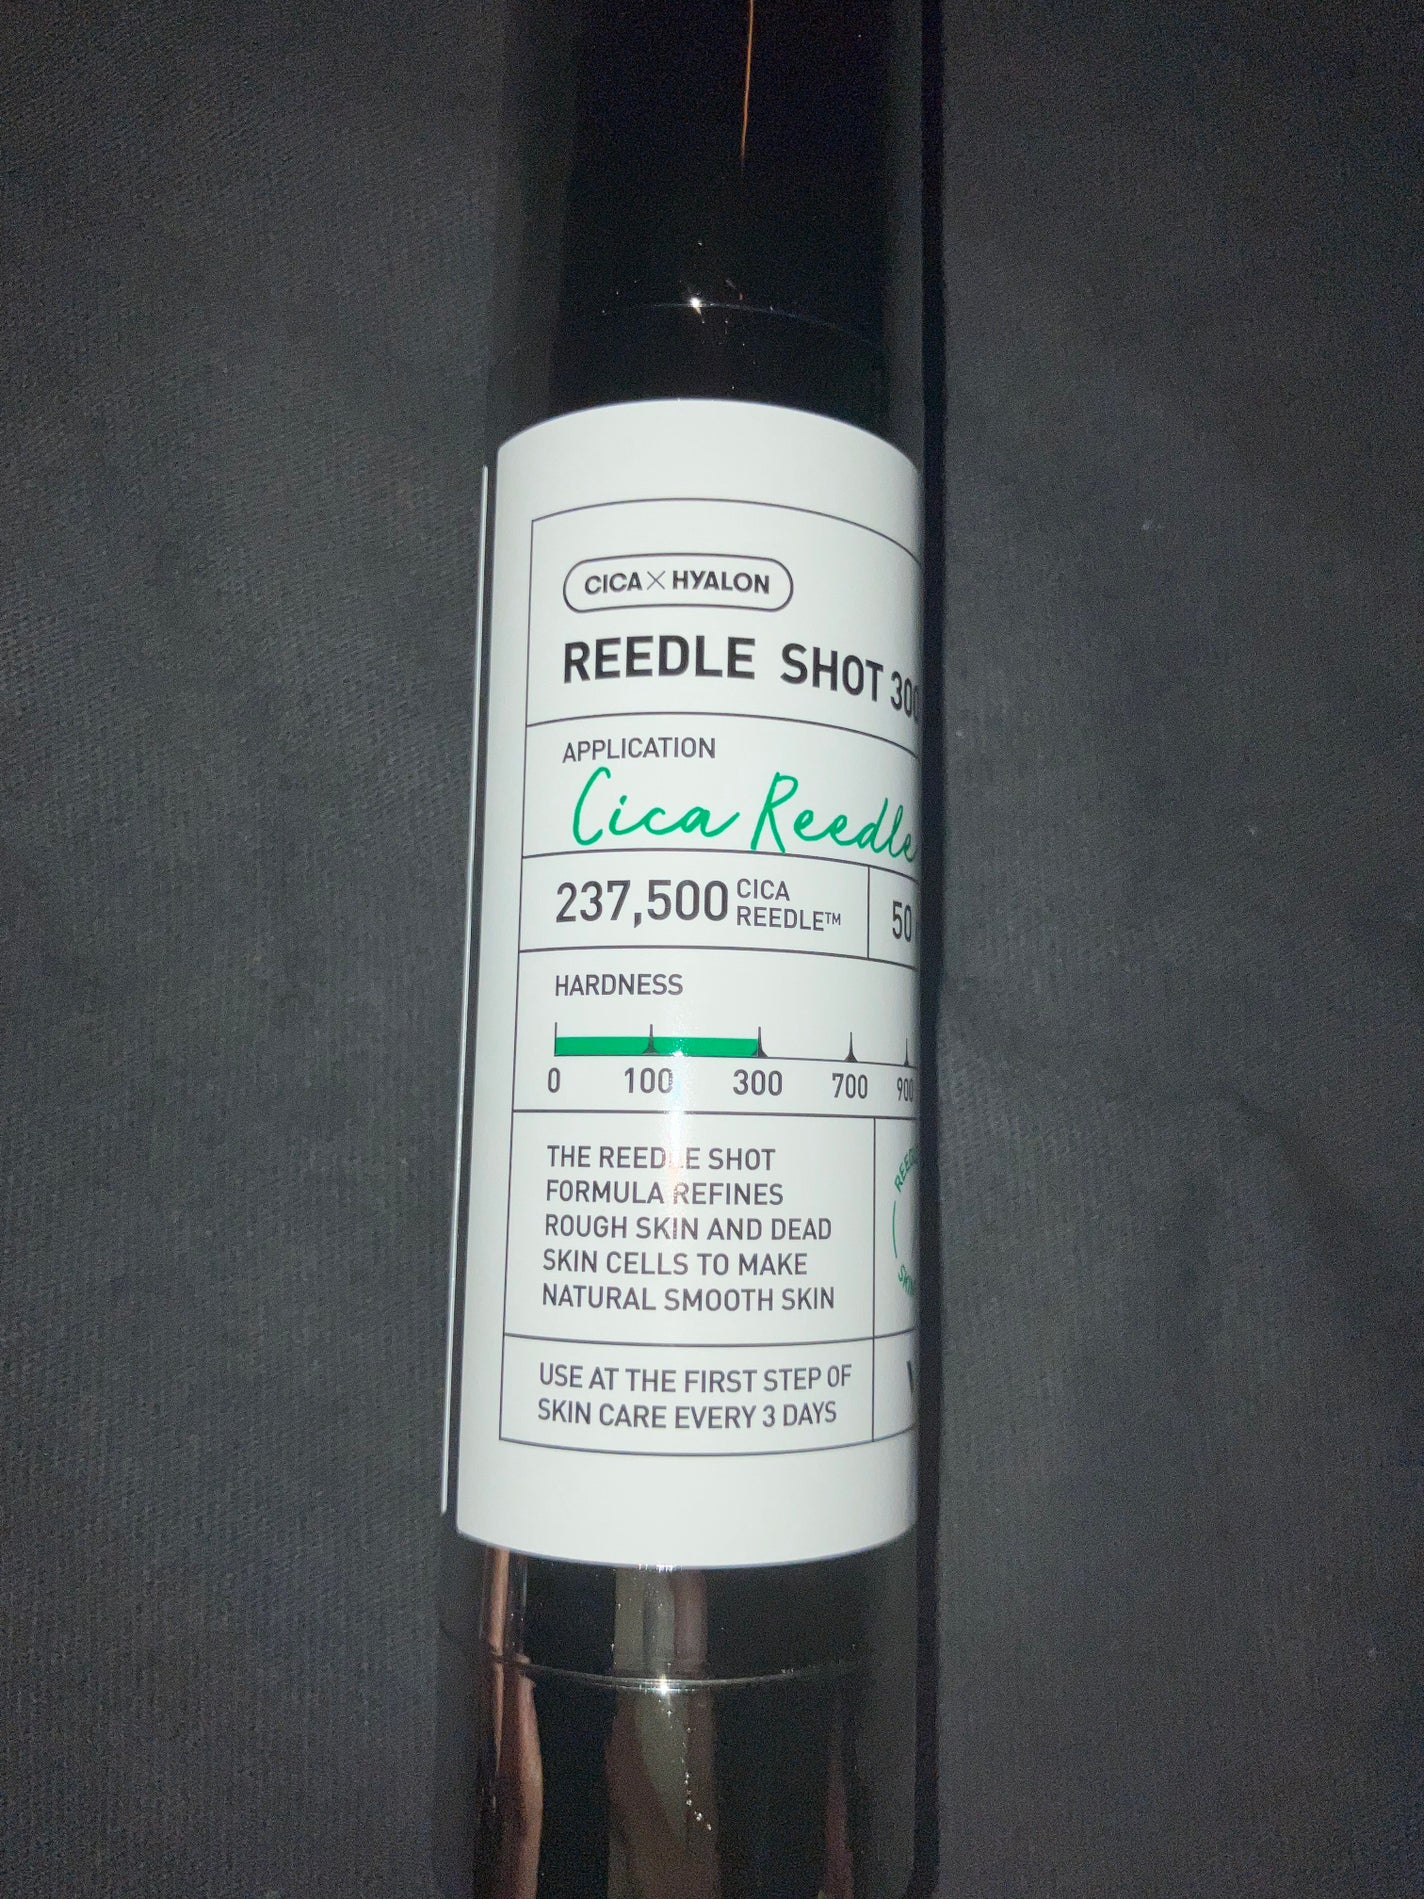 CICA×HYALON
REEDLE SHOT 300
APPLICATION
Cica Reedle
237,500 CICA REEDLE™
50
HARDNESS
0 100 300 700 900
THE REEDLE SHOT
FORMULA REFINES
ROUGH SKIN AND DEAD
SKIN CELLS TO MAKE
NATURAL SMOOTH SKIN
USE AT THE FIRST STEP OF
SKIN CARE EVERY 3 DAYS